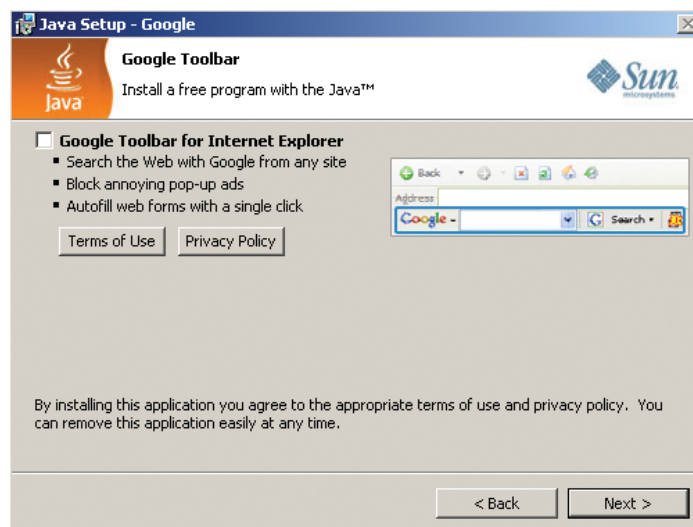 Java Setup - Google
Java
Google Toolbar
Install a free program with the Java™
Sun
microsystems
Google Toolbar for Internet Explorer
▪ Search the Web with Google from any site
▪ Block annoying pop-up ads
▪ Autofill web forms with a single click
Back
Address
Google
G Search
Terms of Use Privacy Policy
By installing this application you agree to the appropriate terms of use and privacy policy. You
can remove this application easily at any time.
< Back Next >